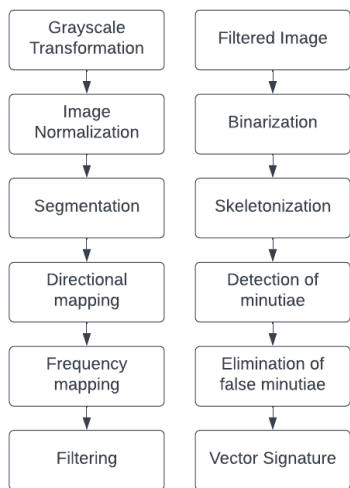 Grayscale
Transformation
Image
Normalization
Segmentation
Directional
mapping
Frequency
mapping
Filtering
Filtered Image
Binarization
Skeletonization
Detection of
minutiae
Elimination of
false minutiae
Vector Signature